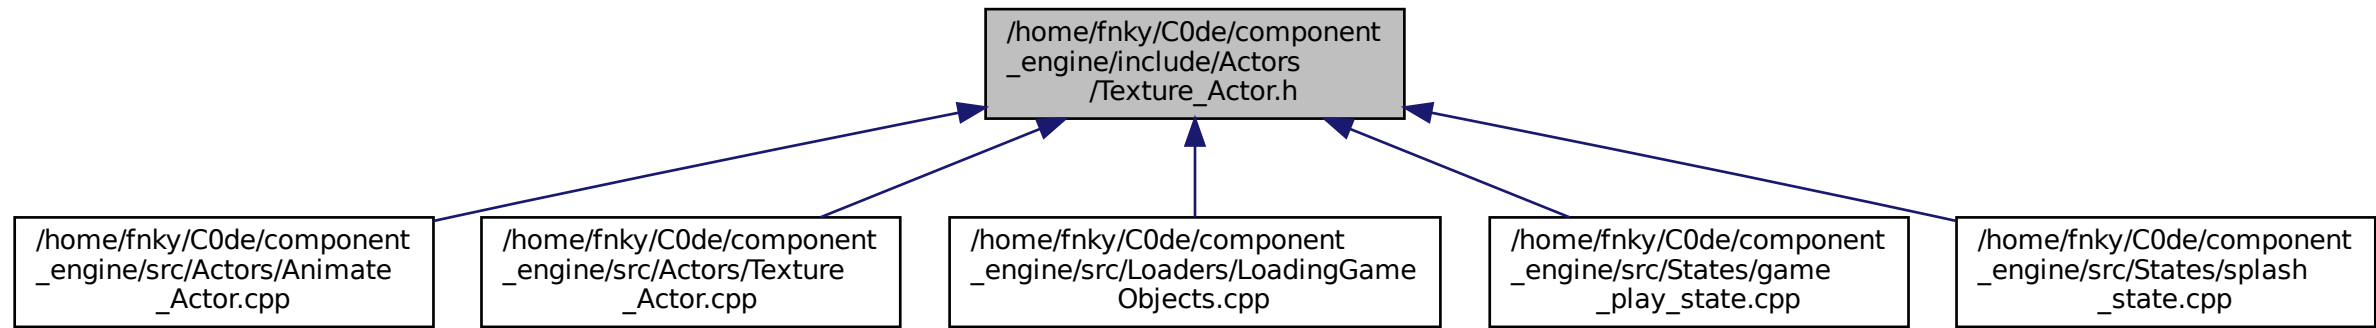 /home/fnky/C0de/component
_engine/include/Actors
/Texture_Actor.h
/home/fnky/C0de/component
_engine/src/Actors/Animate
_Actor.cpp
/home/fnky/C0de/component
_engine/src/Actors/Texture
_Actor.cpp
/home/fnky/C0de/component
_engine/src/Loaders/LoadingGame
Objects.cpp
/home/fnky/C0de/component
_engine/src/States/game
_play_state.cpp
/home/fnky/C0de/component
_engine/src/States/splash
_state.cpp